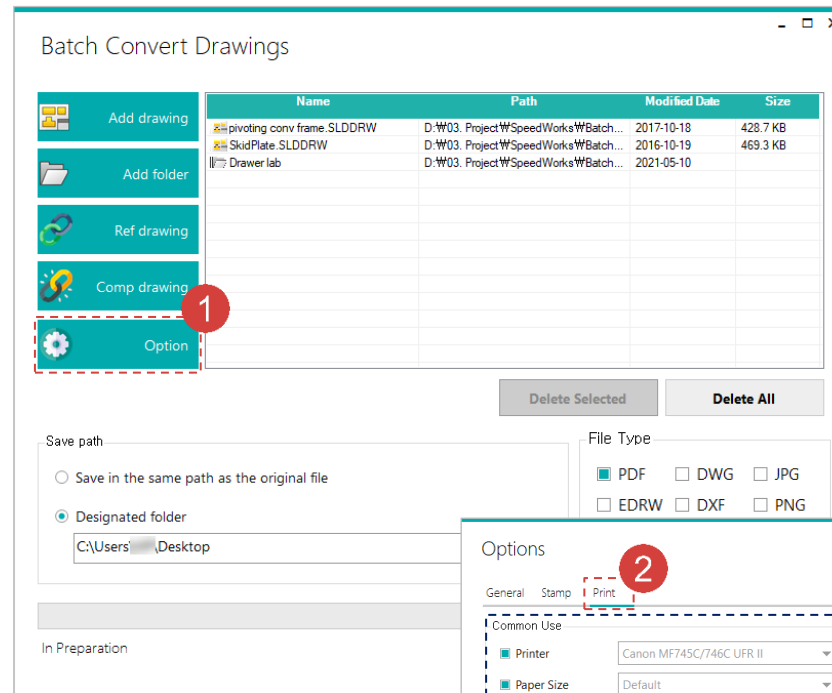 Batch Convert Drawings
Add drawing
Add folder
Ref drawing
Comp drawing
Option
1
Name Path Modified Date Size
pivoting conv frame.SLDDRW D:₩03. Project₩SpeedWorks₩Batch... 2017-10-18 428.7 KB
SkidPlate.SLDDRW D:₩03. Project₩SpeedWorks₩Batch... 2016-10-19 469.3 KB
Drawer lab D:₩03. Project₩SpeedWorks₩Batch... 2021-05-10
Delete Selected Delete All
Save path
Save in the same path as the original file
Designated folder
C:\Users\ \Desktop
File Type
PDF DWG JPG
EDRW DXF PNG
In Preparation
Options
2
General Stamp Print
Common Use
Printer Canon MF745C/746C UFR II
Paper Size Default